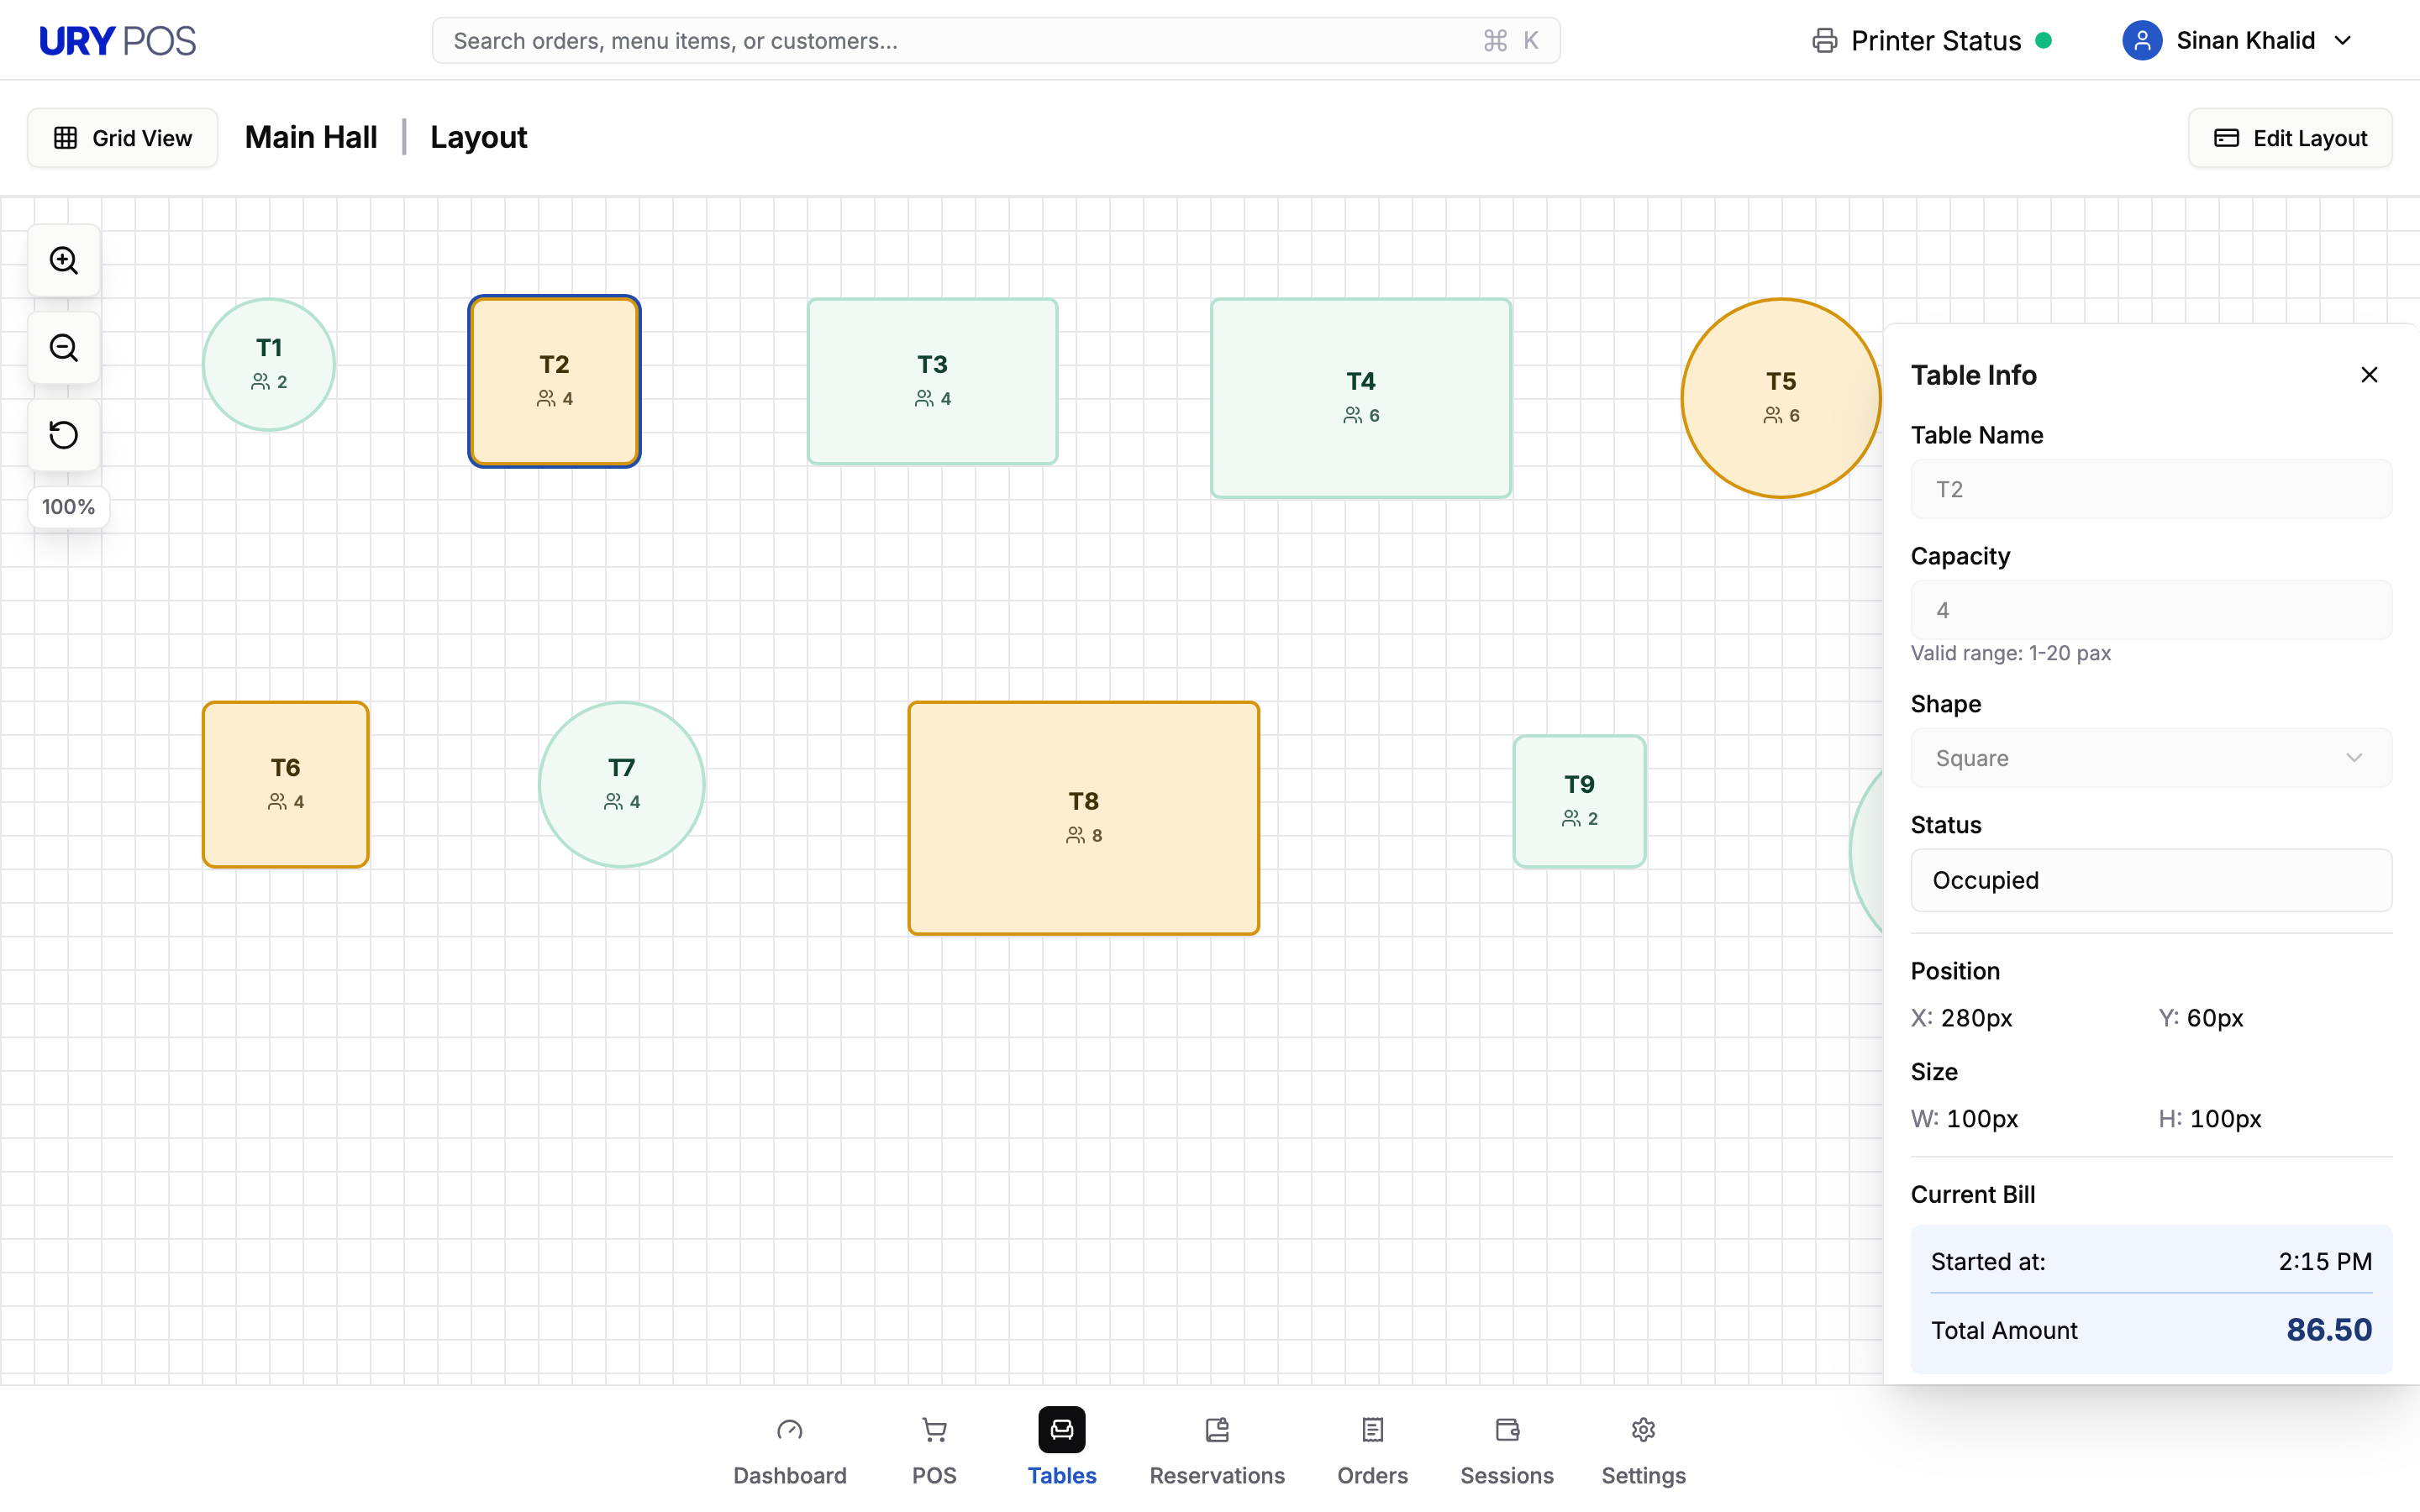 URY POS
Search orders, menu items, or customers...
⌘ K
Printer Status
Sinan Khalid
Grid View
Main Hall | Layout
Edit Layout
100%
T1
2
T2
4
T3
4
T4
6
T5
6
T6
4
T7
4
T8
8
T9
2
Table Info
Table Name
T2
Capacity
4
Valid range: 1-20 pax
Shape
Square
Status
Occupied
Position
X: 280px Y: 60px
Size
W: 100px H: 100px
Current Bill
Started at: 2:15 PM
Total Amount 86.50
Dashboard
POS
Tables
Reservations
Orders
Sessions
Settings